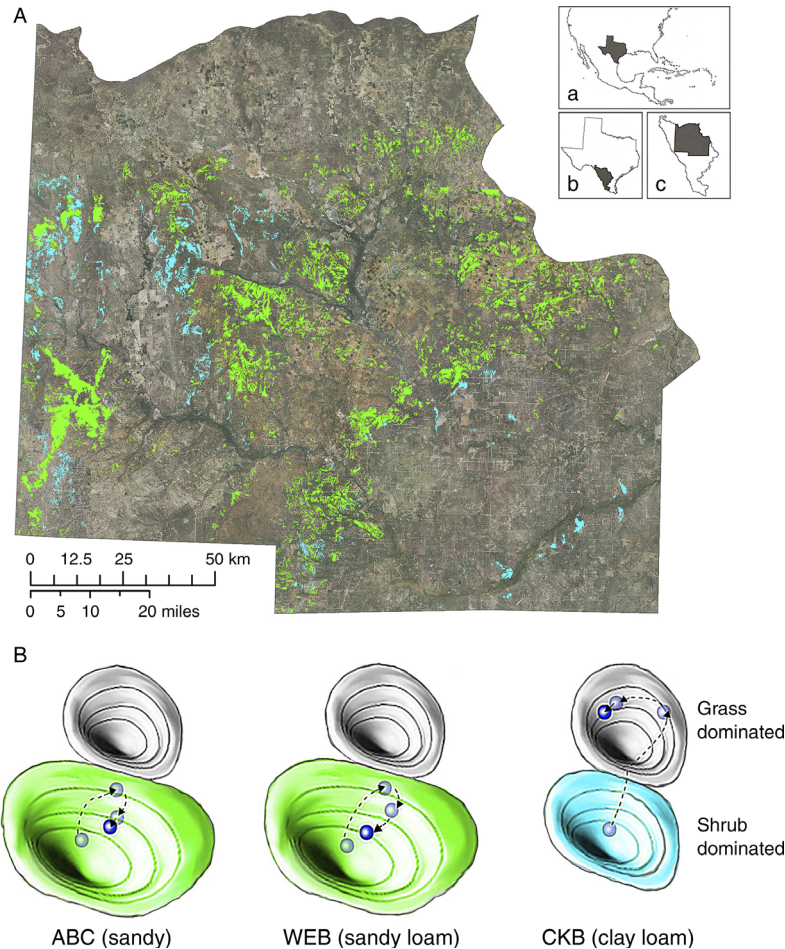 A
a
b
c
0 12.5 25 50 km
0 5 10 20 miles
B
Grass
dominated
Shrub
dominated
ABC (sandy)
WEB (sandy loam)
CKB (clay loam)